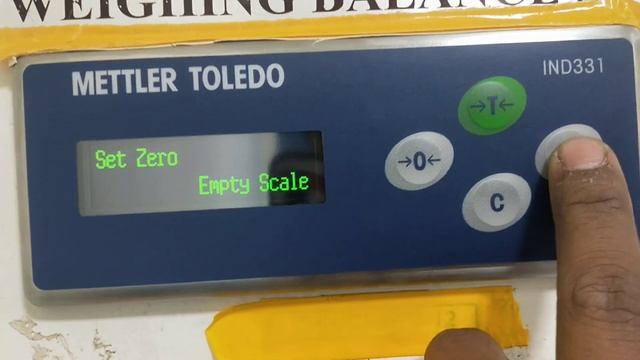 WEIGHING BALANCE
METTLER TOLEDO
IND331
→T←
Set Zero
→0←
Empty Scale
C